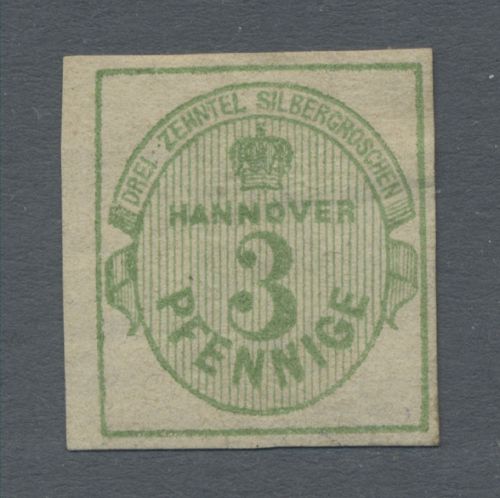 DREI ZEHNTEL SILBERGROSCHEN
HANNOVER
3
PFENNIGE